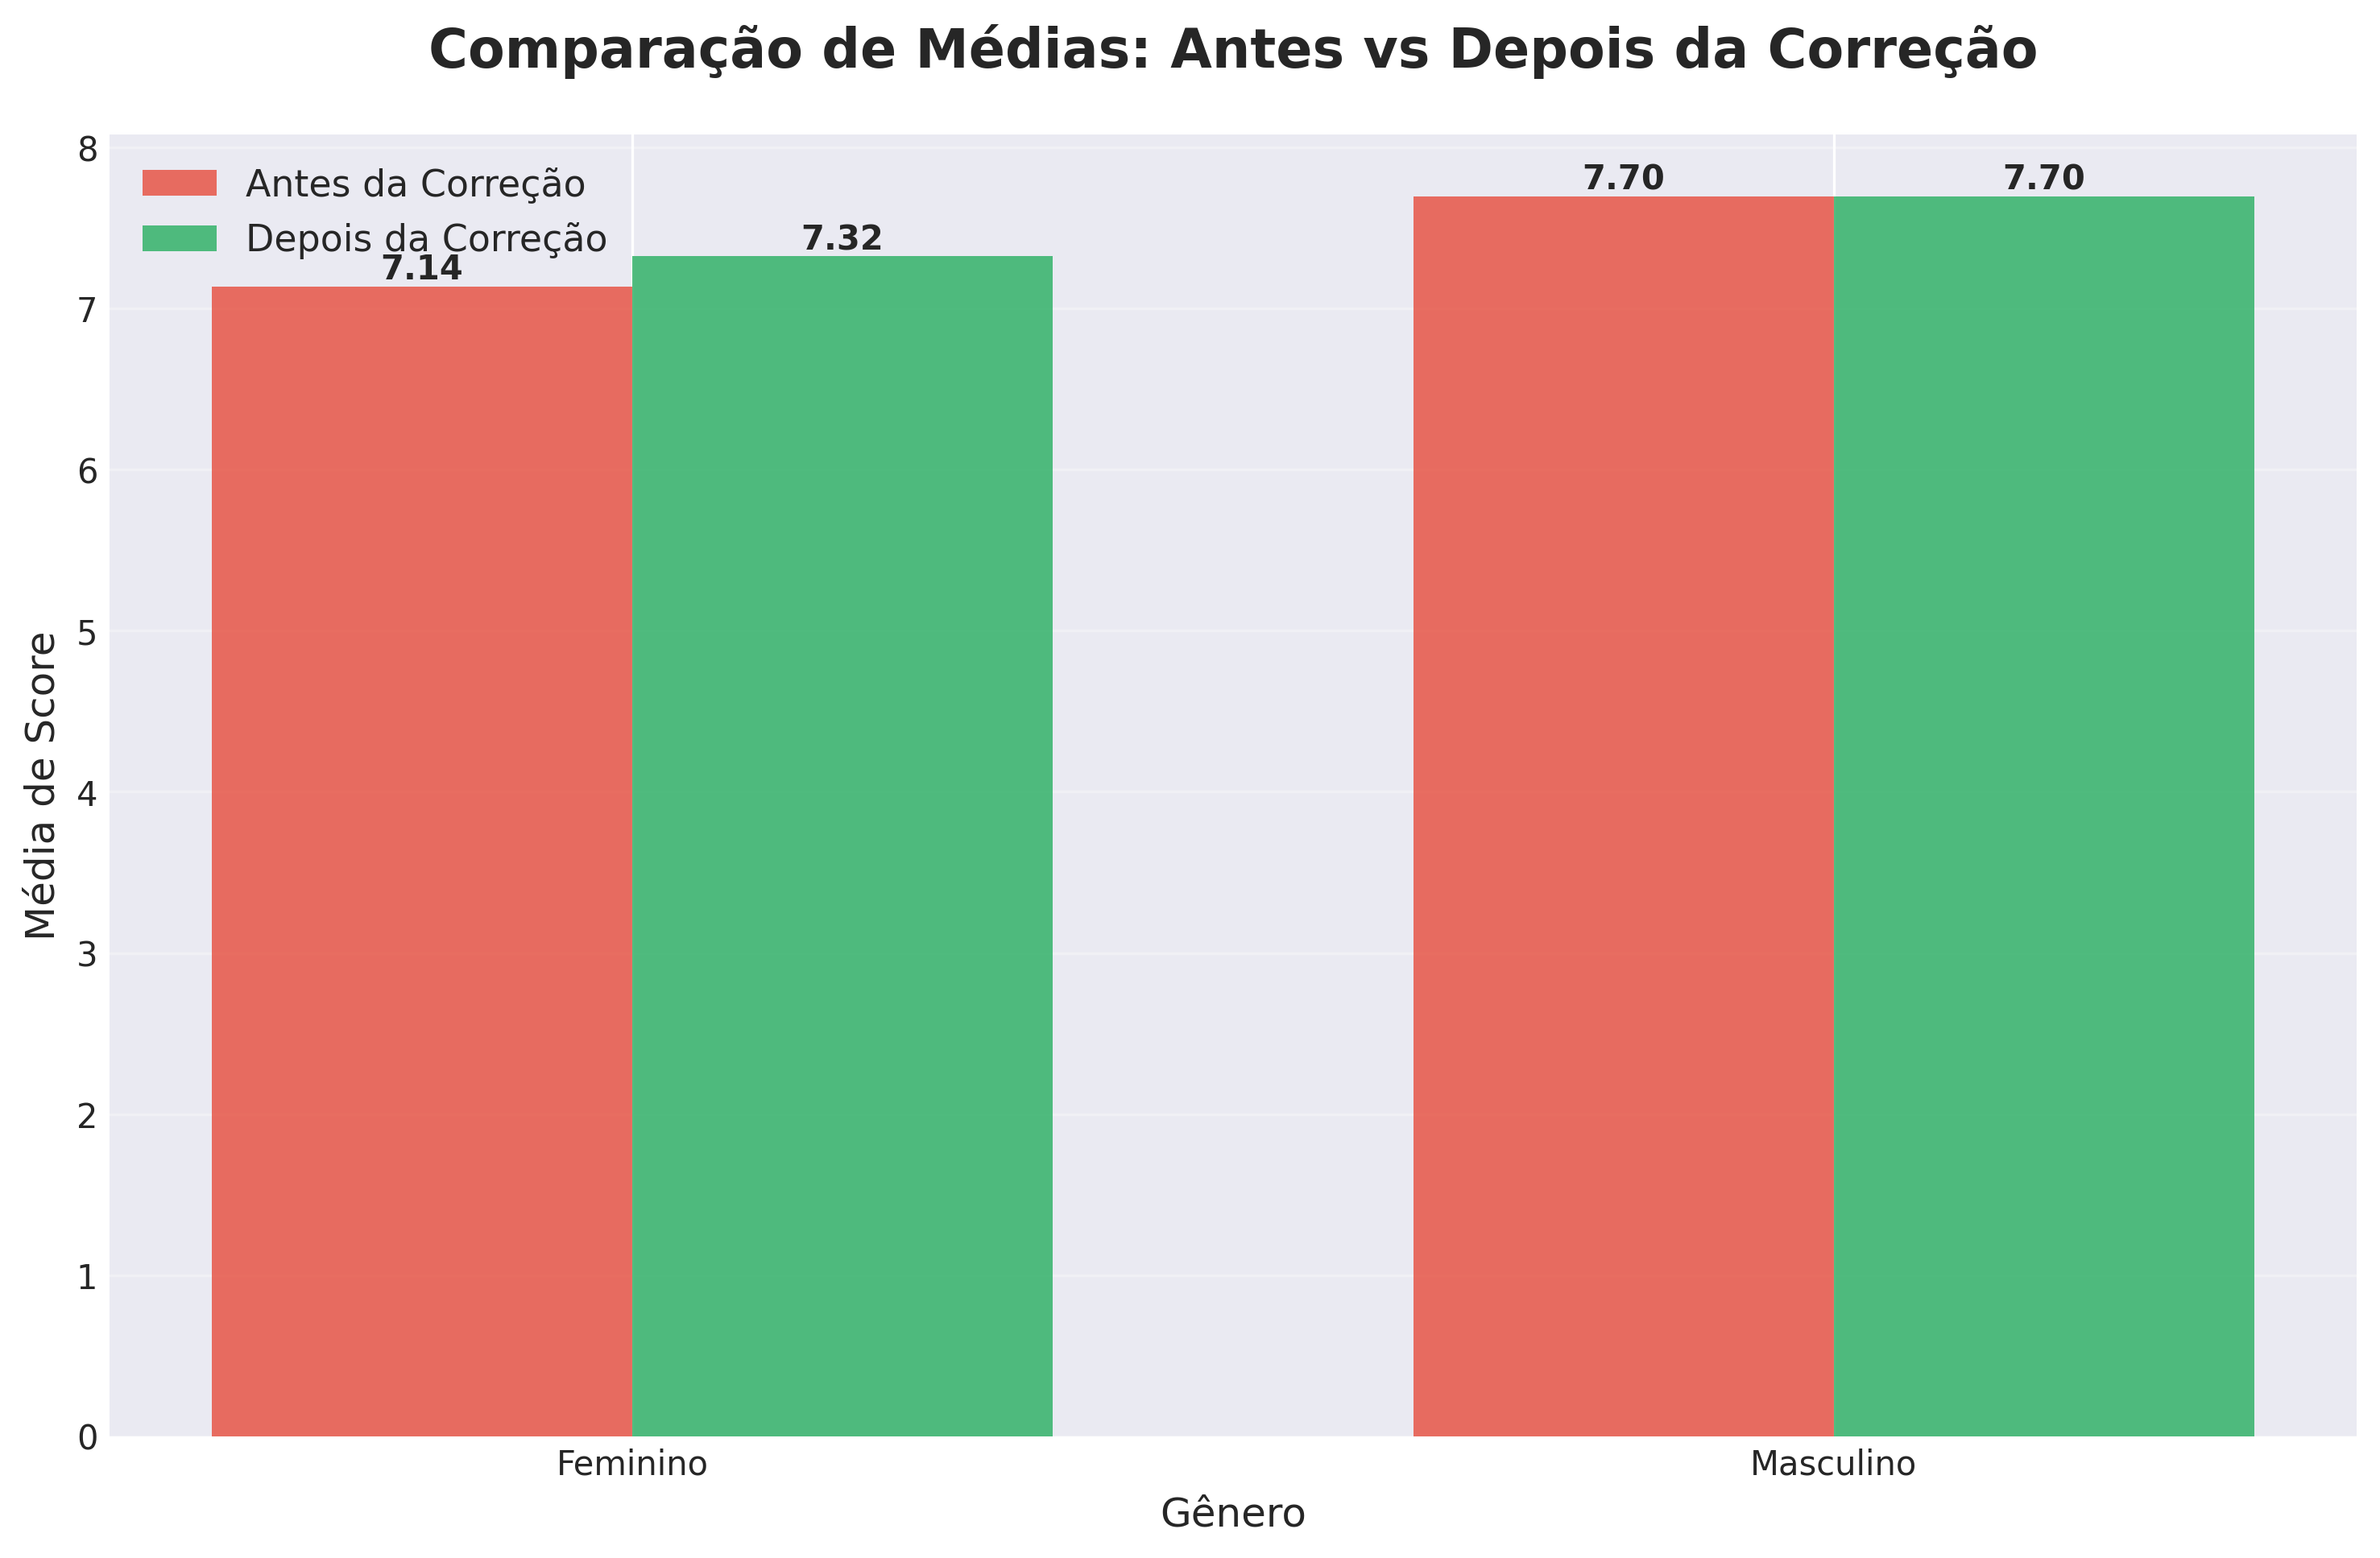 Comparação de Médias: Antes vs Depois da Correção
Antes da Correção
Depois da Correção
7.14
7.32
7.70
7.70
8
7
6
5
4
3
2
1
0
Média de Score
Feminino
Masculino
Gênero